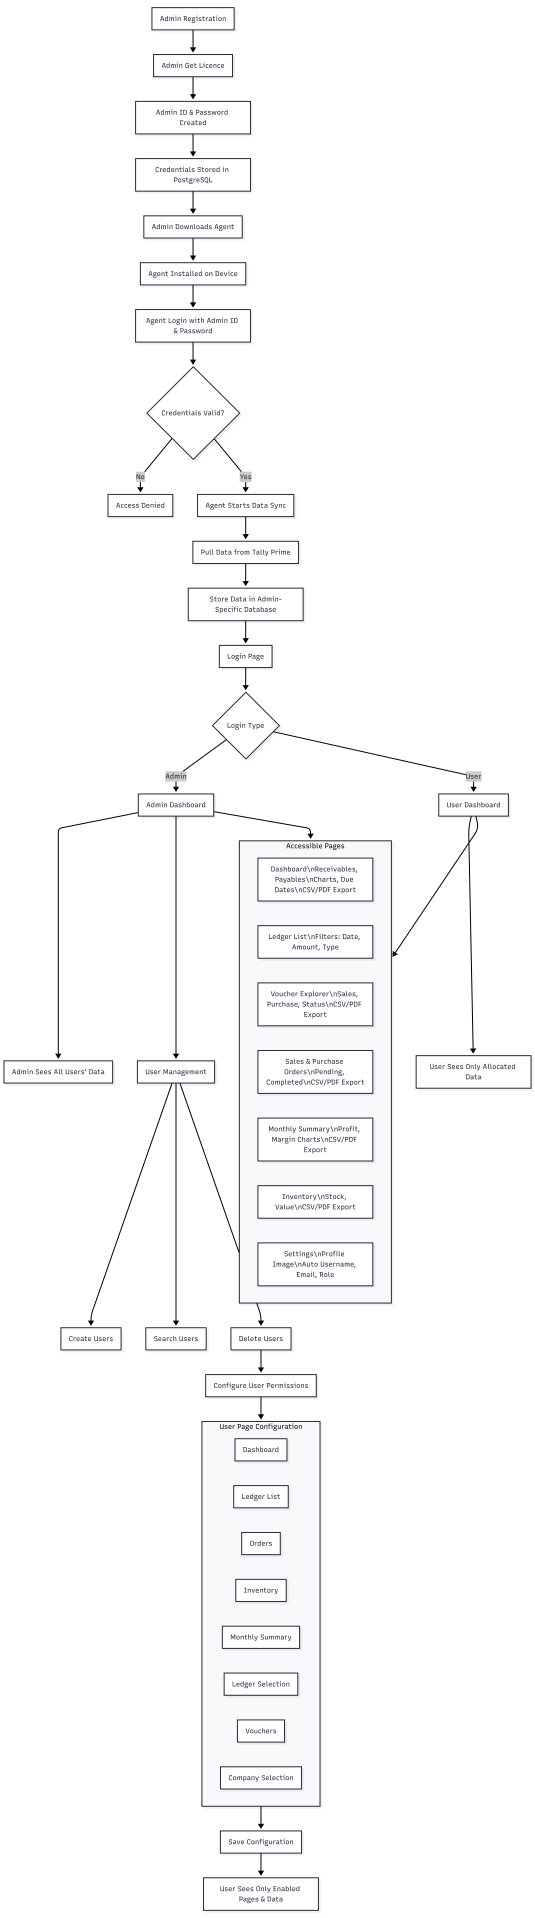 Admin Registration
Admin Get Licence
Admin ID & Password
Created
Credentials Stored in
PostgreSQL
Admin Downloads Agent
Agent Installed on Device
Agent Login with Admin ID
& Password
Credentials Valid?
No
Yes
Access Denied
Agent Starts Data Sync
Pull Data from Tally Prime
Store Data in Admin-
Specific Database
Login Page
Login Type
Admin
User
Admin Dashboard
User Dashboard
Accessible Pages
Dashboard\nReceivables,
Payables\nCharts, Due
Dates\nCSV/PDF Export
Ledger List\nFilters: Date,
Amount, Type
Voucher Explorer\nSales,
Purchase, Status\nCSV/PDF
Export
Sales & Purchase
Orders\nPending,
Completed\nCSV/PDF Export
Monthly Summary\nProfit,
Margin Charts\nCSV/PDF
Export
Inventory\nStock,
Value\nCSV/PDF Export
Settings\nProfile
Image\nAuto Username,
Email, Role
Admin Sees All Users' Data
User Management
User Sees Only Allocated
Data
Create Users
Search Users
Delete Users
Configure User Permissions
User Page Configuration
Dashboard
Ledger List
Orders
Inventory
Monthly Summary
Ledger Selection
Vouchers
Company Selection
Save Configuration
User Sees Only Enabled
Pages & Data